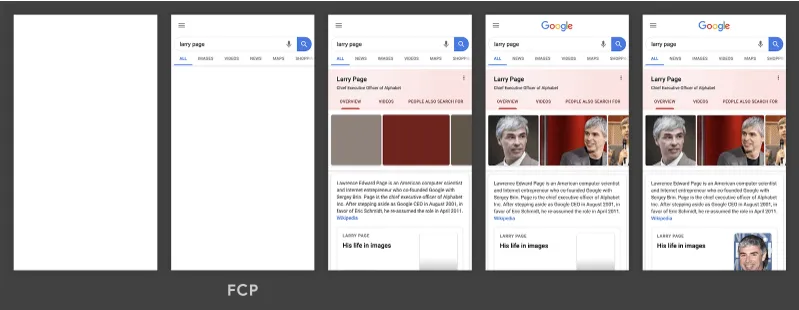 larry page
ALL IMAGES VIDEOS NEWS MAPS
FCP
larry page
ALL NEWS IMAGES VIDEOS MAPS SHOPPI
Larry Page
Chief Executive Officer of Alphabet
OVERVIEW VIDEOS PEOPLE ALSO SEARCH FOR
Lawrence Edward Page is an American computer scientist
and Internet entrepreneur who co-founded Google with
Sergey Brin. Page is the chief executive officer of Alphabet
Inc. After stepping aside as Google CEO in August 2001, in
favor of Eric Schmidt, he re-assumed the role in April 2011.
Wikipedia
LARRY PAGE
His life in images
Google
larry page
ALL IMAGES NEWS VIDEOS MAPS SHOPPI
Larry Page
Chief Executive Officer of Alphabet
OVERVIEW VIDEOS PEOPLE ALSO SEARCH FOR
Lawrence Edward Page is an American computer scientist
and Internet entrepreneur who co-founded Google with
Sergey Brin. Page is the chief executive officer of Alphabet
Inc. After stepping aside as Google CEO in August 2001, in
favor of Eric Schmidt, he re-assumed the role in April 2011.
Wikipedia
LARRY PAGE
His life in images
Google
larry page
ALL IMAGES NEWS VIDEOS MAPS SHOPPI
Larry Page
Chief Executive Officer of Alphabet
OVERVIEW VIDEOS PEOPLE ALSO SEARCH FOR
Lawrence Edward Page is an American computer scientist
and Internet entrepreneur who co-founded Google with
Sergey Brin. Page is the chief executive officer of Alphabet
Inc. After stepping aside as Google CEO in August 2001, in
favor of Eric Schmidt, he re-assumed the role in April 2011.
Wikipedia
LARRY PAGE
His life in images